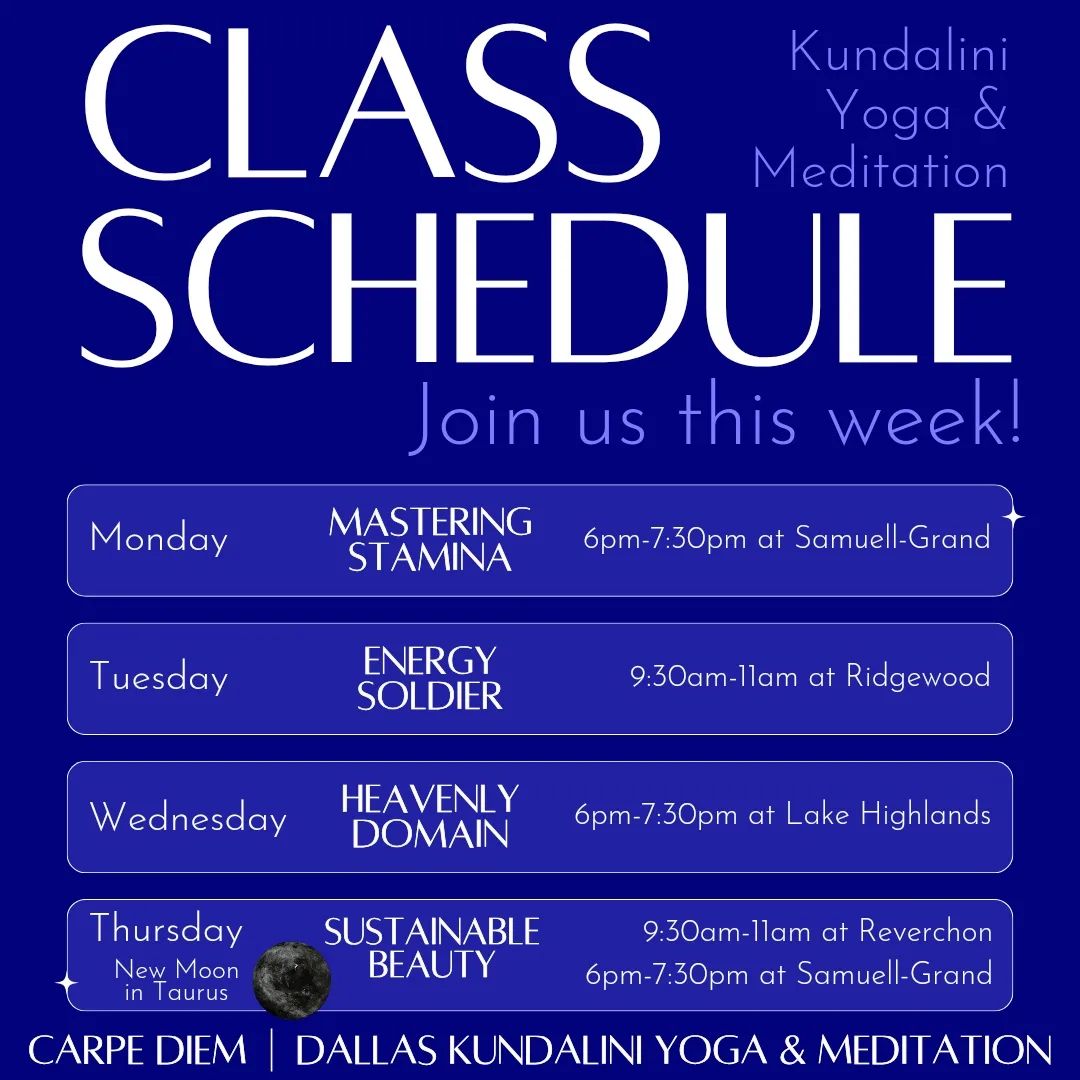 CLASS
Kundalini
Yoga &
Meditation
SCHEDULE
Join us this week!
Monday
MASTERING
STAMINA
6pm-7:30pm at Samuell-Grand
Tuesday
ENERGY
SOLDIER
9:30am-11am at Ridgewood
Wednesday
HEAVENLY
DOMAIN
6pm-7:30pm at Lake Highlands
Thursday
New Moon
in Taurus
SUSTAINABLE
BEAUTY
9:30am-11am at Reverchon
6pm-7:30pm at Samuell-Grand
CARPE DIEM | DALLAS KUNDALINI YOGA & MEDITATION